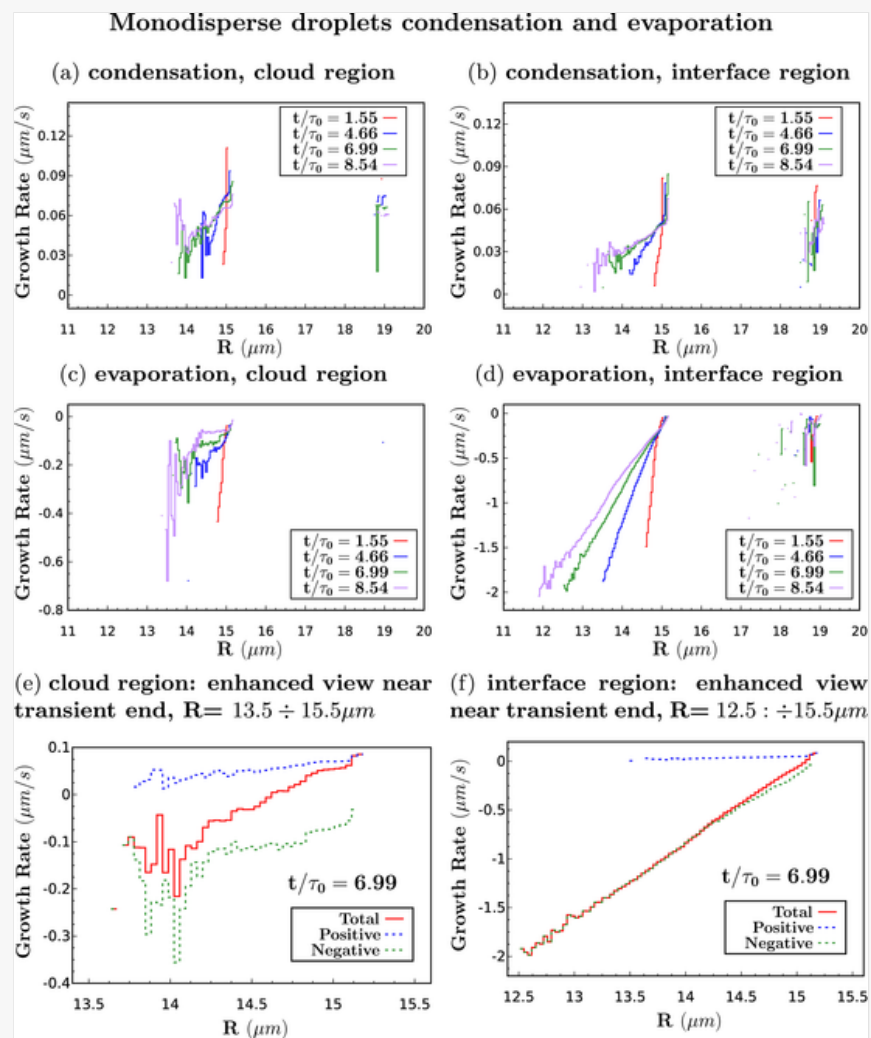 Monodisperse droplets condensation and evaporation
(a) condensation, cloud region
Growth Rate (μm/s)
0.12
0.09
0.06
0.03
0
t/τ₀ = 1.55
t/τ₀ = 4.66
t/τ₀ = 6.99
t/τ₀ = 8.54
11 12 13 14 15 16 17 18 19 20
R (μm)
(b) condensation, interface region
Growth Rate (μm/s)
0.12
0.09
0.06
0.03
0
t/τ₀ = 1.55
t/τ₀ = 4.66
t/τ₀ = 6.99
t/τ₀ = 8.54
11 12 13 14 15 16 17 18 19 20
R (μm)
(c) evaporation, cloud region
Growth Rate (μm/s)
0
-0.2
-0.4
-0.6
-0.8
t/τ₀ = 1.55
t/τ₀ = 4.66
t/τ₀ = 6.99
t/τ₀ = 8.54
11 12 13 14 15 16 17 18 19 20
R (μm)
(d) evaporation, interface region
Growth Rate (μm/s)
0
-0.5
-1
-1.5
-2
t/τ₀ = 1.55
t/τ₀ = 4.66
t/τ₀ = 6.99
t/τ₀ = 8.54
11 12 13 14 15 16 17 18 19 20
R (μm)
(e) cloud region: enhanced view near
transient end, R= 13.5 ÷ 15.5μm
Growth Rate (μm/s)
0.1
0
-0.1
-0.2
-0.3
-0.4
t/τ₀ = 6.99
Total
Positive
Negative
13.5 14 14.5 15 15.5
R (μm)
(f) interface region: enhanced view
near transient end, R= 12.5 : ÷15.5μm
Growth Rate (μm/s)
0
-0.5
-1
-1.5
-2
t/τ₀ = 6.99
Total
Positive
Negative
12.5 13 13.5 14 14.5 15 15.5
R (μm)